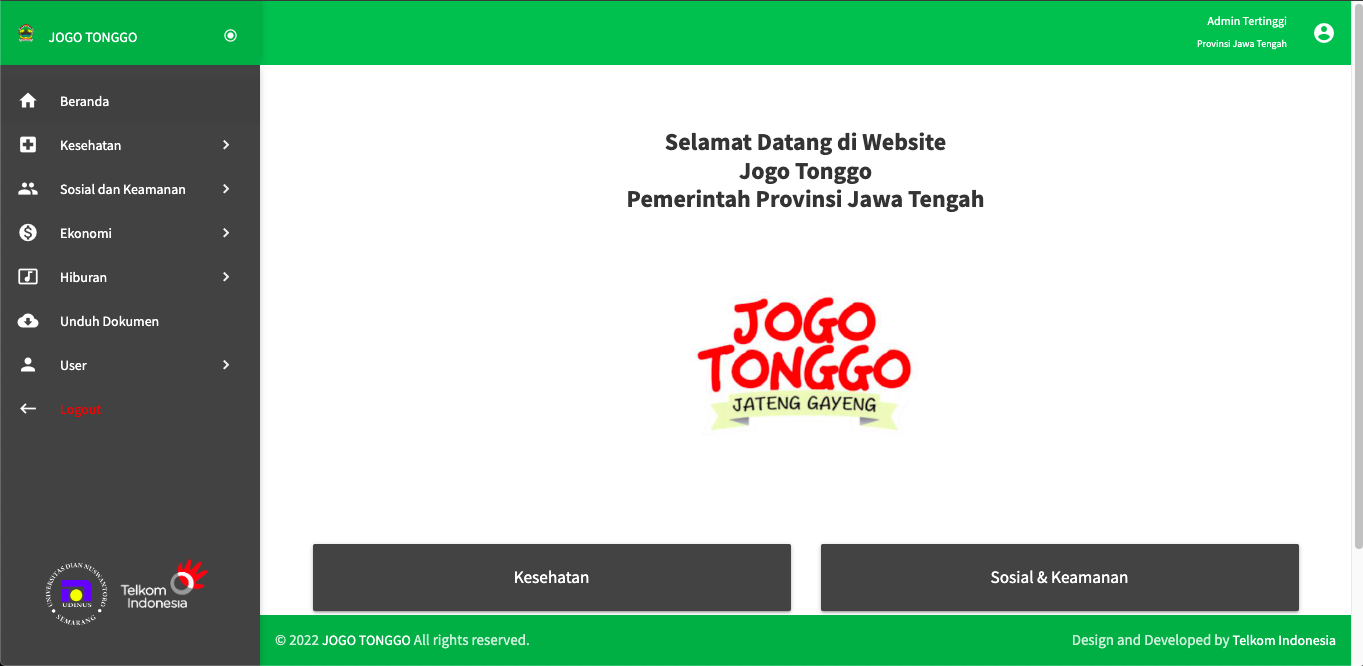 JOGO TONGGO
Admin Tertinggi
Provinsi Jawa Tengah
Beranda
Kesehatan
Sosial dan Keamanan
Ekonomi
Hiburan
Unduh Dokumen
User
Logout
Selamat Datang di Website
Jogo Tonggo
Pemerintah Provinsi Jawa Tengah
JOGO
TONGGO
JATENG GAYENG
Kesehatan
Sosial & Keamanan
UNIVERSITAS DIAN NUSWANTORO
UDINUS
SEMARANG
Telkom
Indonesia
© 2022 JOGO TONGGO All rights reserved.
Design and Developed by Telkom Indonesia